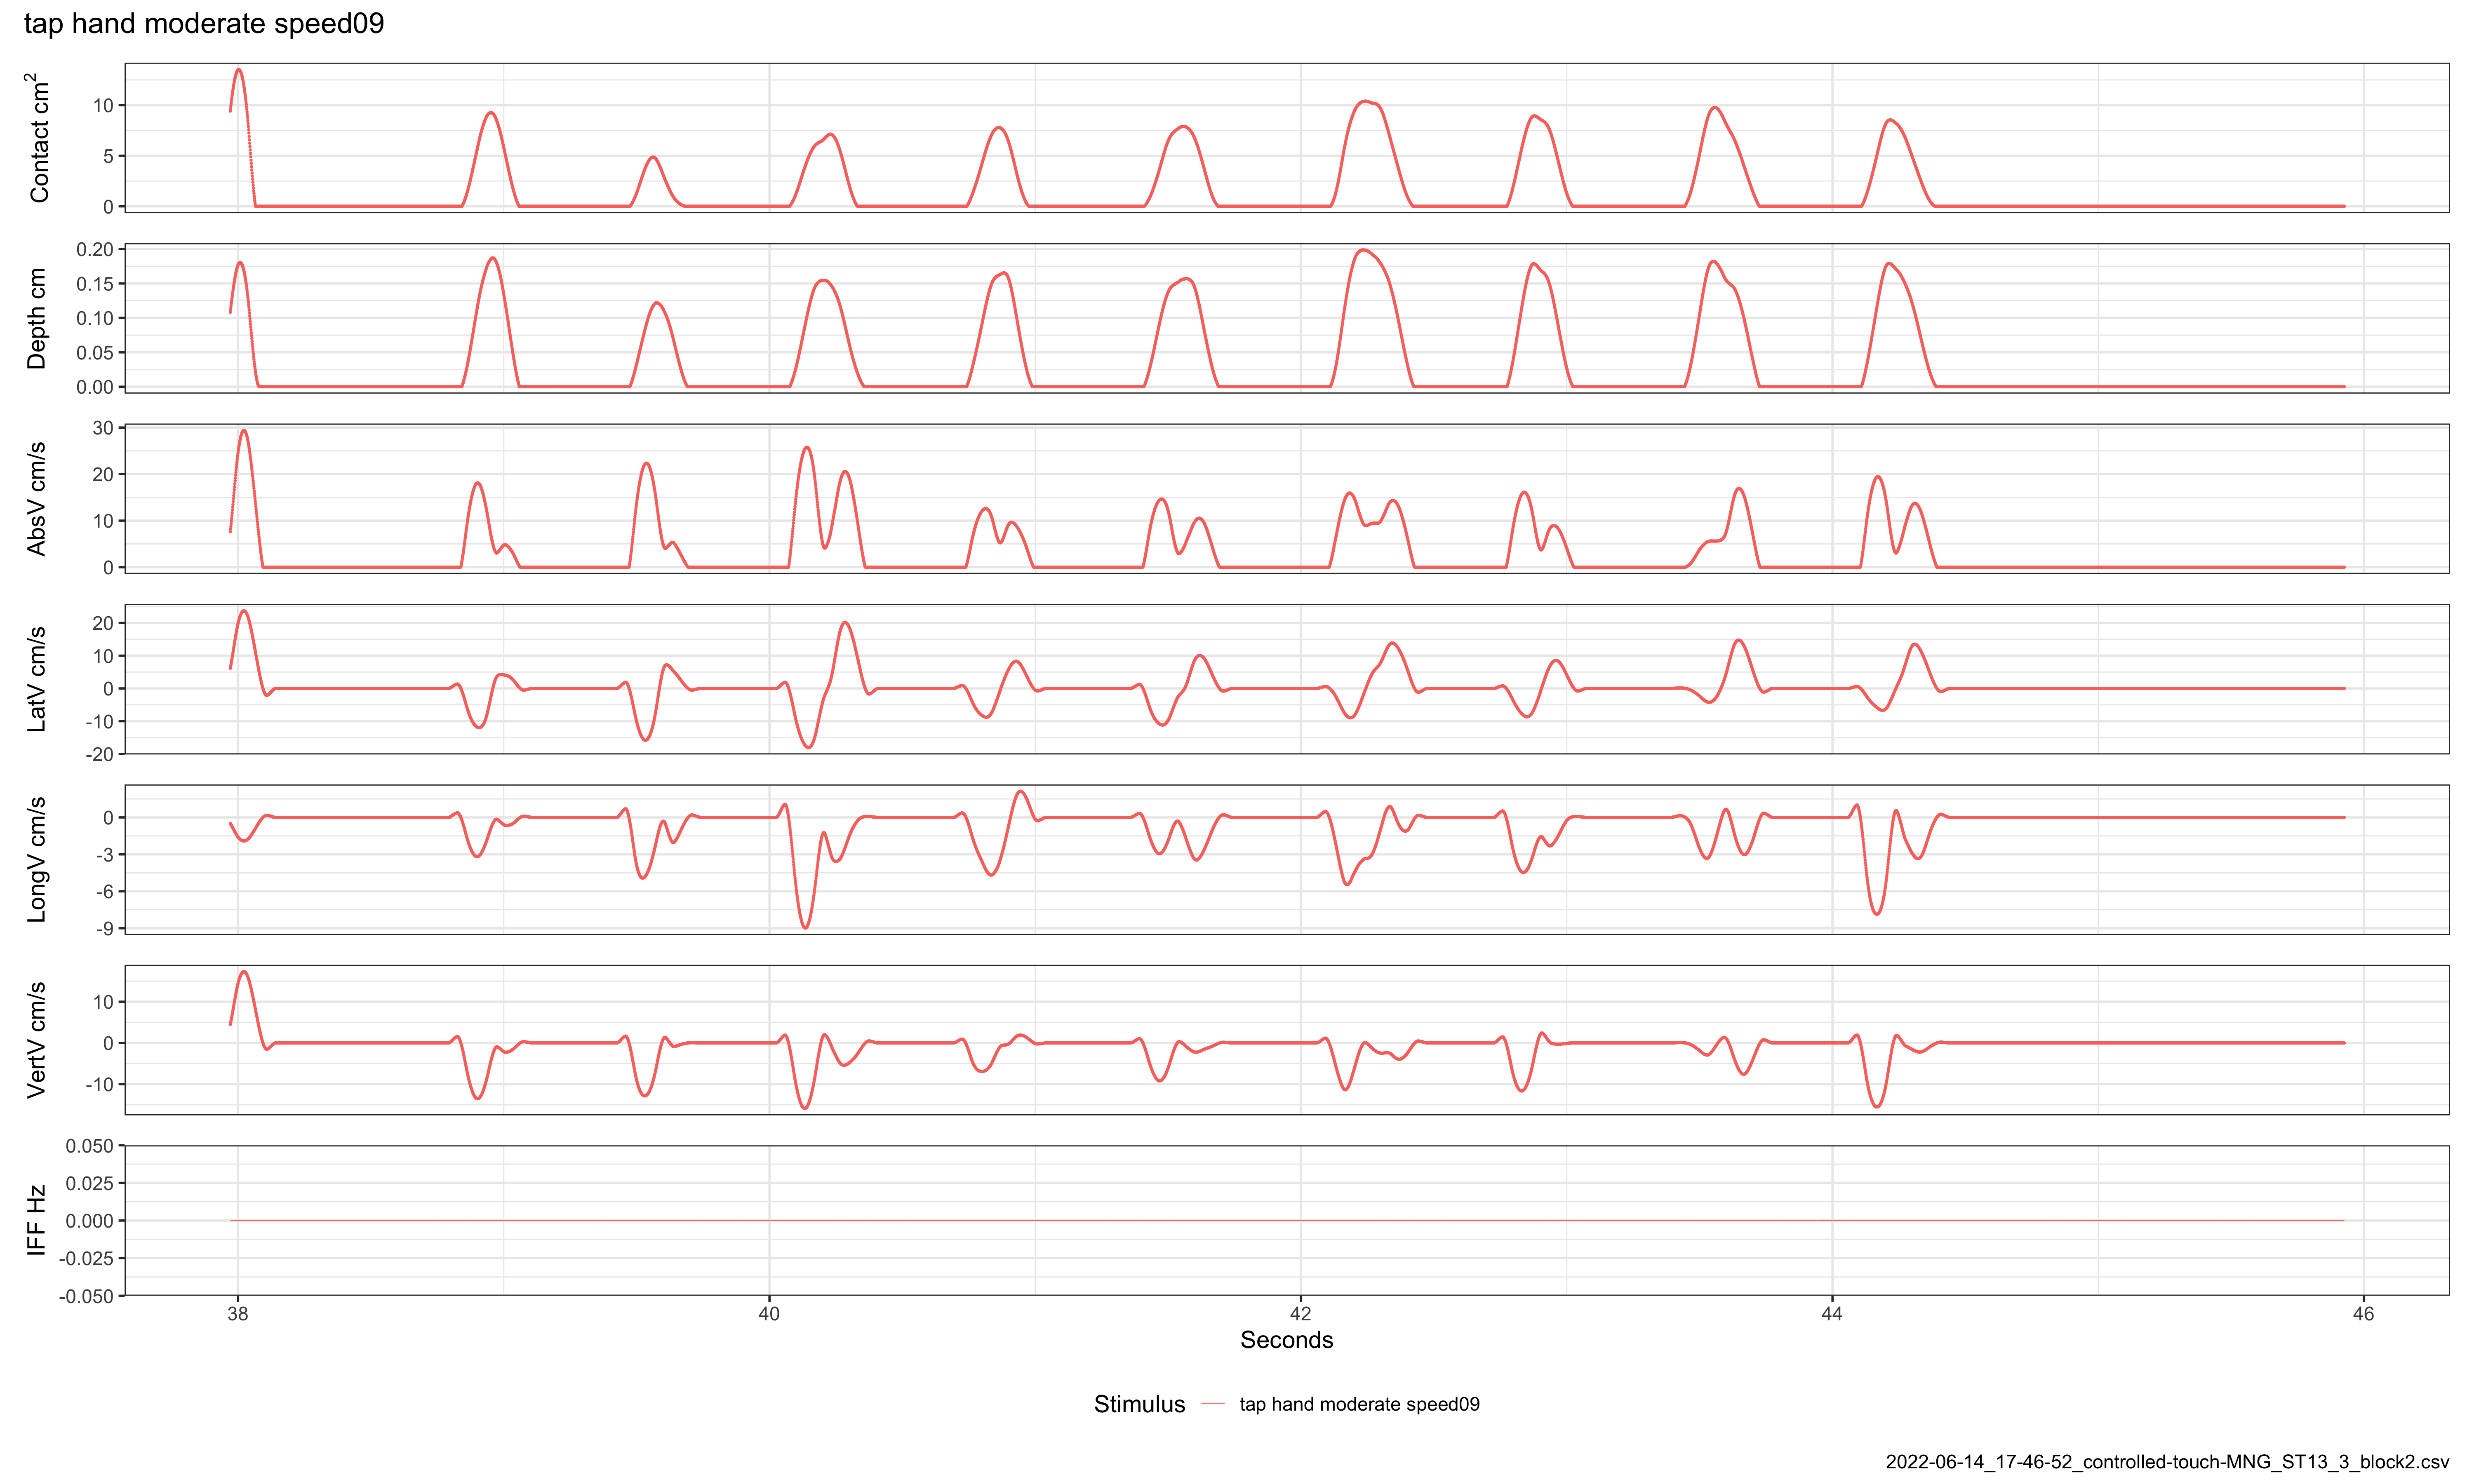 tap hand moderate speed09
Contact cm²
10
5
0
Depth cm
0.20
0.15
0.10
0.05
0.00
AbsV cm/s
30
20
10
0
LatV cm/s
20
10
0
-10
-20
LongV cm/s
0
-3
-6
-9
VertV cm/s
10
0
-10
IFF Hz
0.050
0.025
0.000
-0.025
-0.050
38 40 42 44 46
Seconds
Stimulus tap hand moderate speed09
2022-06-14_17-46-52_controlled-touch-MNG_ST13_3_block2.csv